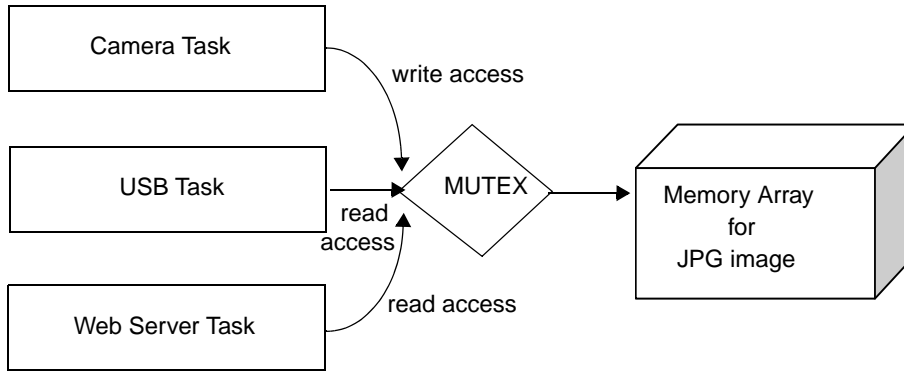 Camera Task
write access
USB Task
MUTEX
read
access
Memory Array
for
JPG image
Web Server Task
read access